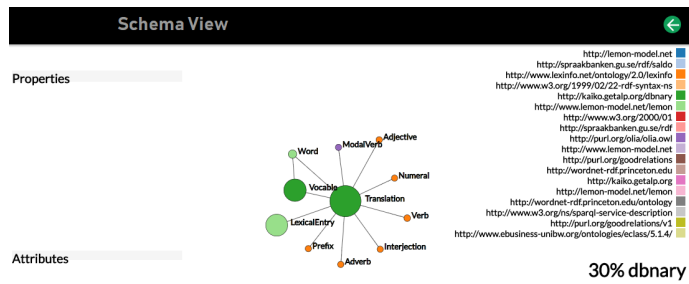 Schema View
Properties
Attributes
Word
ModalVerb
Adjective
Numeral
Vocable
Translation
Verb
LexicalEntry
Prefix
Interjection
Adverb
http://lemon-model.net
http://spraakbanken.gu.se/rdf/saldo
http://www.lexinfo.net/ontology/2.0/lexinfo
http://www.w3.org/1999/02/22-rdf-syntax-ns
http://kaiko.getalp.org/dbnary
http://www.lemon-model.net/lemon
http://www.w3.org/2000/01
http://spraakbanken.gu.se/rdf
http://purl.org/olia/olia.owl
http://www.lemon-model.net
http://purl.org/goodrelations
http://wordnet-rdf.princeton.edu
http://kaiko.getalp.org
http://lemon-model.net/lemon
http://wordnet-rdf.princeton.edu/ontology
http://www.w3.org/ns/sparql-service-description
http://purl.org/goodrelations/v1
http://www.ebusiness-unibw.org/ontologies/eclass/5.1.4/
30% dbnary